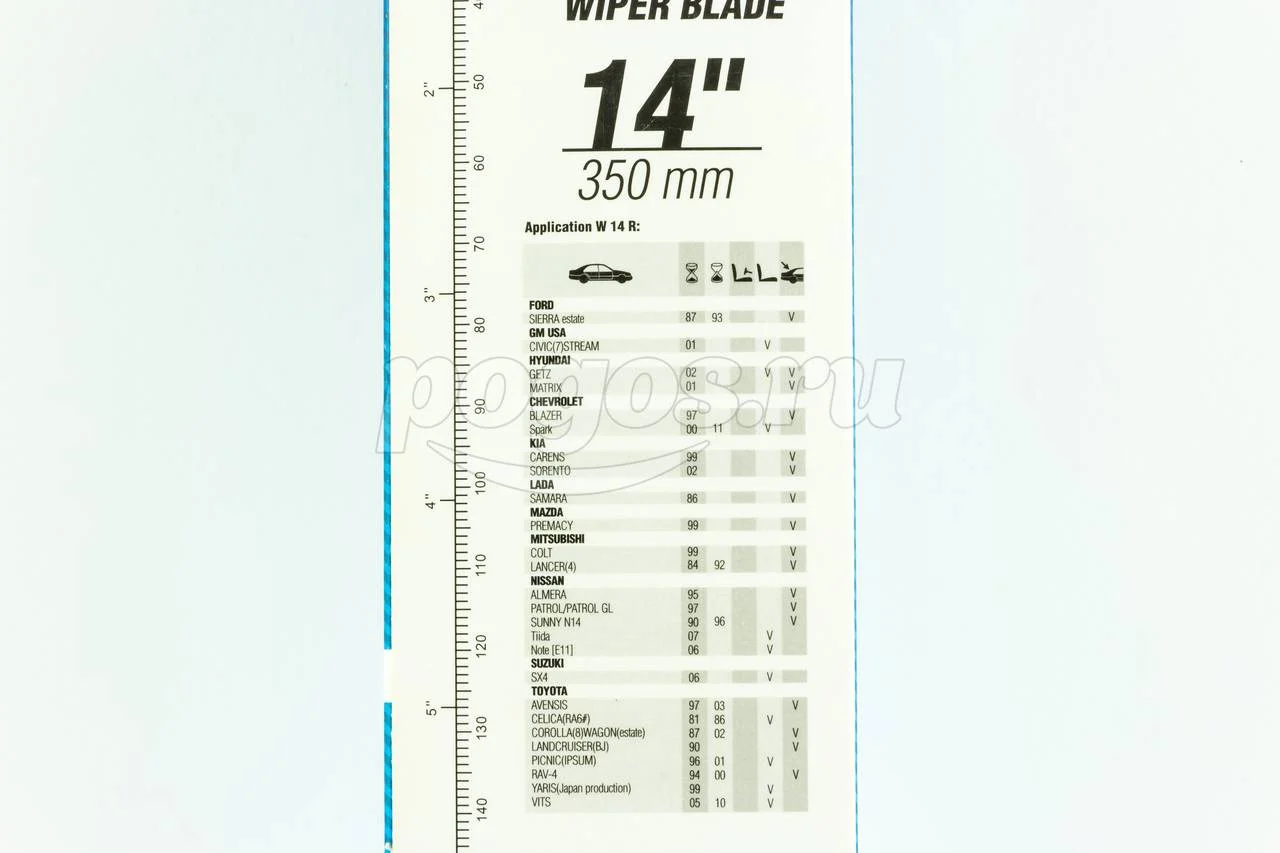 WIPER BLADE
14"
350 mm
Application W 14 R:
FORD
SIERRA estate 87 93 V
GM USA
CIVIC(7)STREAM 01 V
HYUNDAI
GETZ 02 V V
MATRIX 01 V
CHEVROLET
BLAZER 97 V
Spark 00 11 V
KIA
CARENS 99 V
SORENTO 02 V
LADA
SAMARA 86 V
MAZDA
PREMACY 99 V
MITSUBISHI
COLT 99 V
LANCER(4) 84 92 V
NISSAN
ALMERA 95 V
PATROL/PATROL GL 97 V
SUNNY N14 90 96 V
Tiida 07 V
Note [E11] 06 V
SUZUKI
SX4 06 V
TOYOTA
AVENSIS 97 03 V
CELICA(RA6#) 81 86 V
COROLLA(8)WAGON(estate) 87 02 V
LANDCRUISER(BJ) 90 V
PICNIC(IPSUM) 96 01 V
RAV-4 94 00 V
YARIS(Japan production) 99 V
VITS 05 10 V
2"
3"
4"
5"
50
60
70
80
90
100
110
120
130
140
pogos.ru